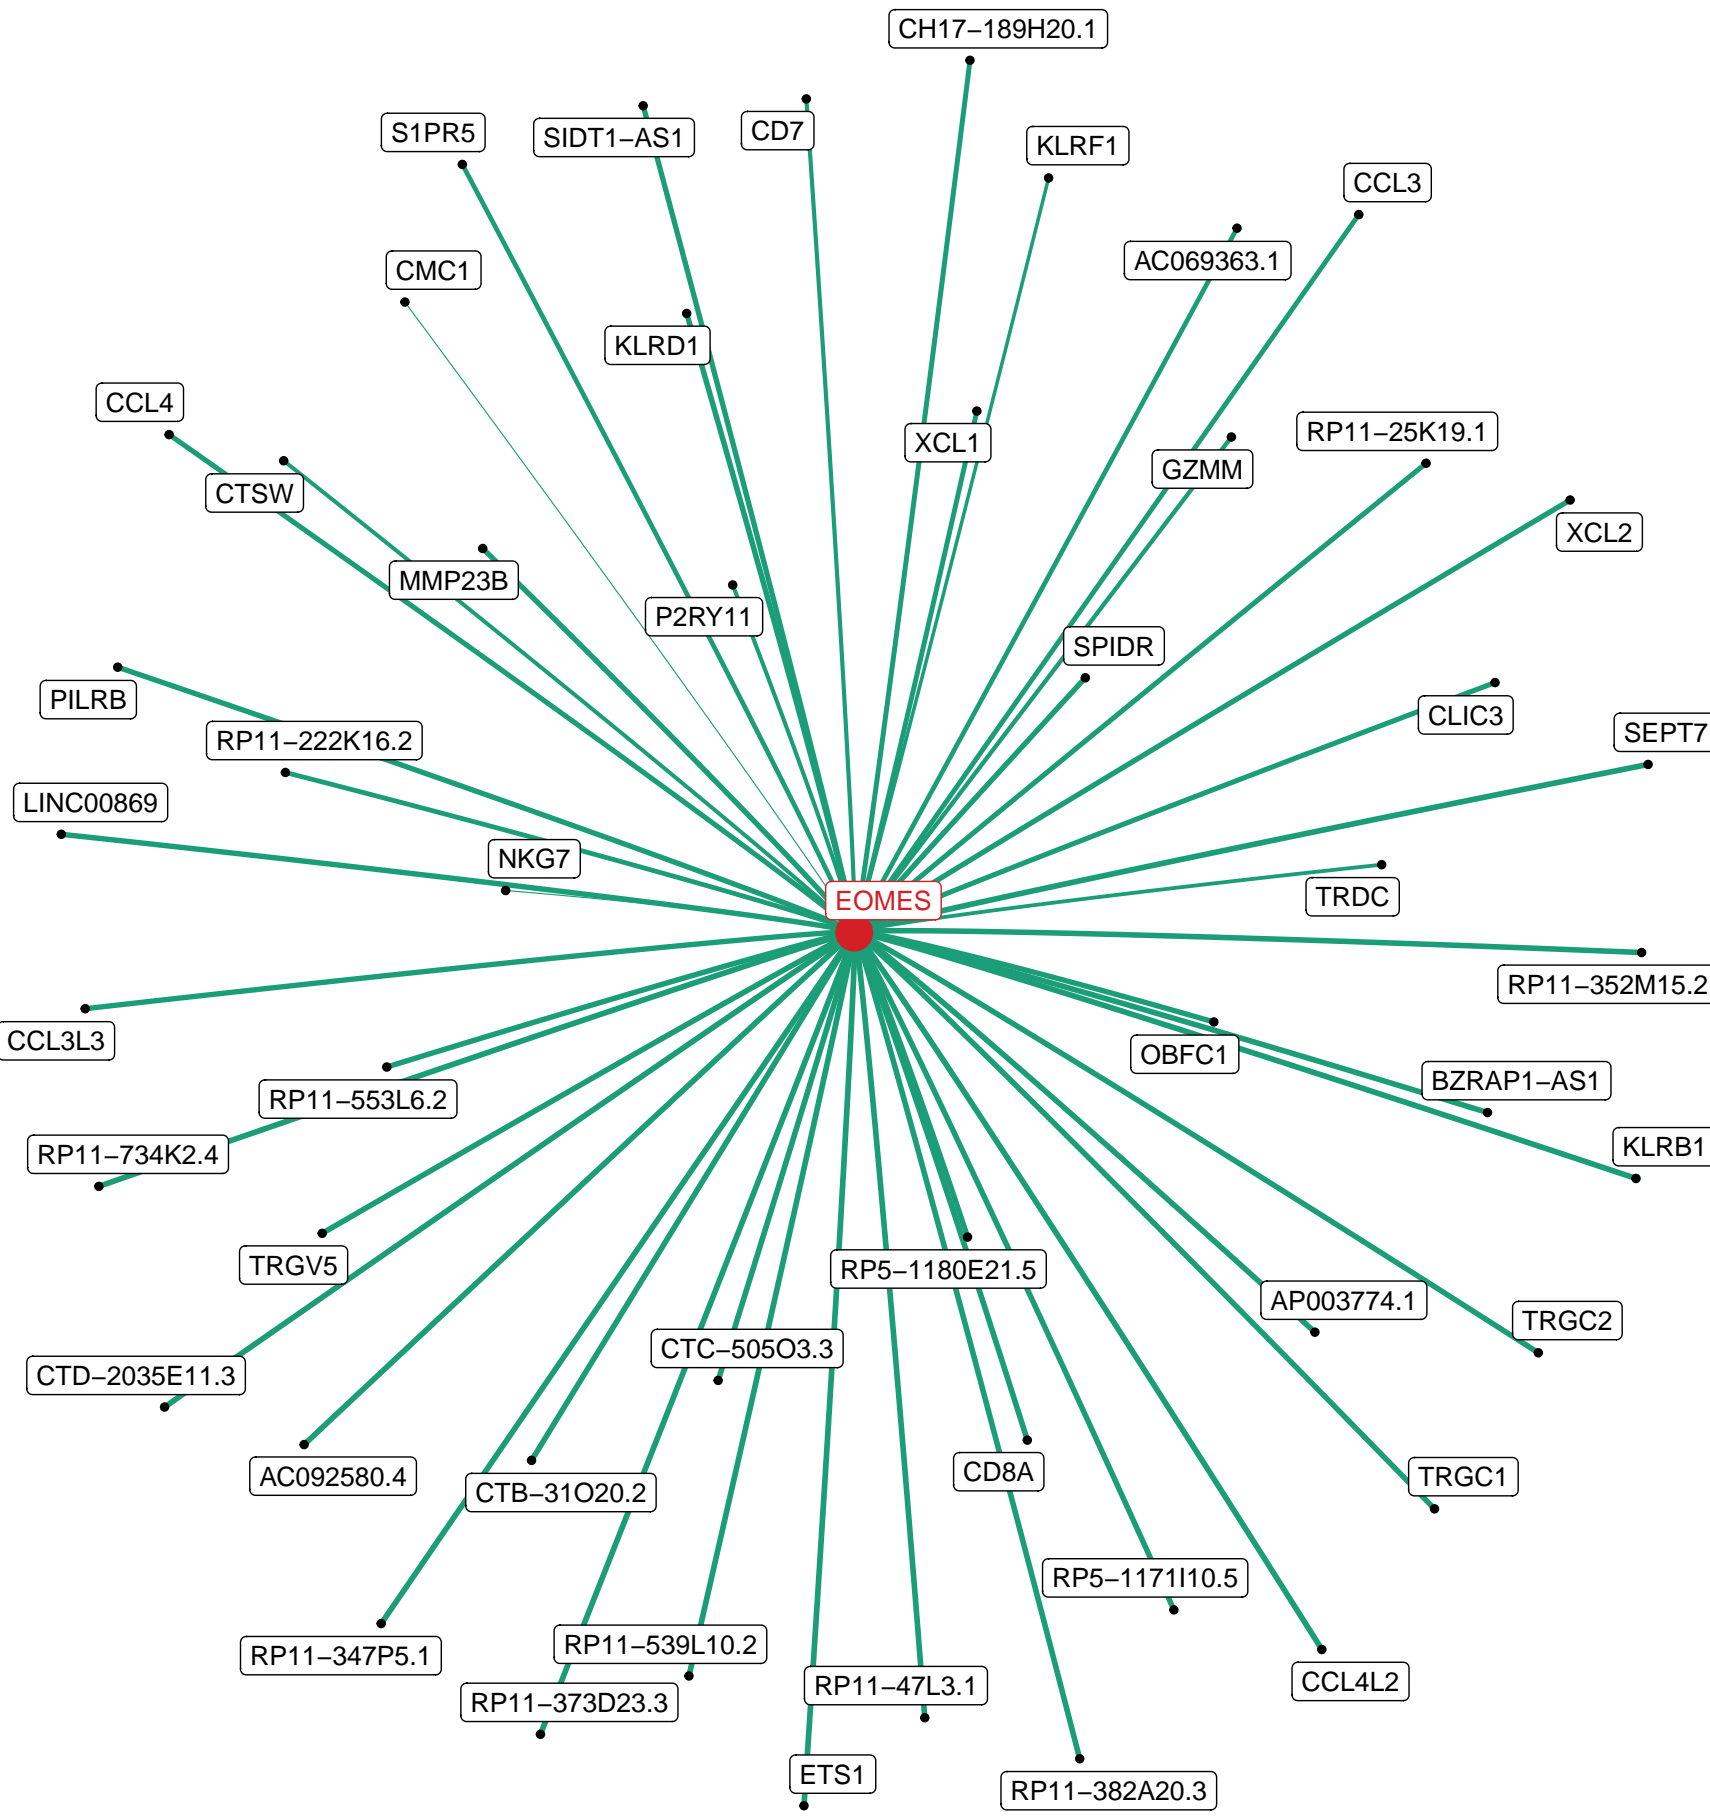 CH17−189H20.1
S1PR5
SIDT1−AS1
CD7
KLRF1
CCL3
AC069363.1
CMC1
KLRD1
CCL4
CTSW
XCL1
GZMM
RP11−25K19.1
XCL2
MMP23B
P2RY11
SPIDR
PILRB
CLIC3
RP11−222K16.2
SEPT7
LINC00869
NKG7
EOMES
TRDC
RP11−352M15.2
CCL3L3
OBFC1
BZRAP1−AS1
RP11−553L6.2
RP11−734K2.4
KLRB1
TRGV5
RP5−1180E21.5
AP003774.1
TRGC2
CTC−505O3.3
CTD−2035E11.3
AC092580.4
CTB−31O20.2
CD8A
TRGC1
RP5−1171I10.5
RP11−347P5.1
RP11−539L10.2
RP11−373D23.3
RP11−47L3.1
CCL4L2
ETS1
RP11−382A20.3